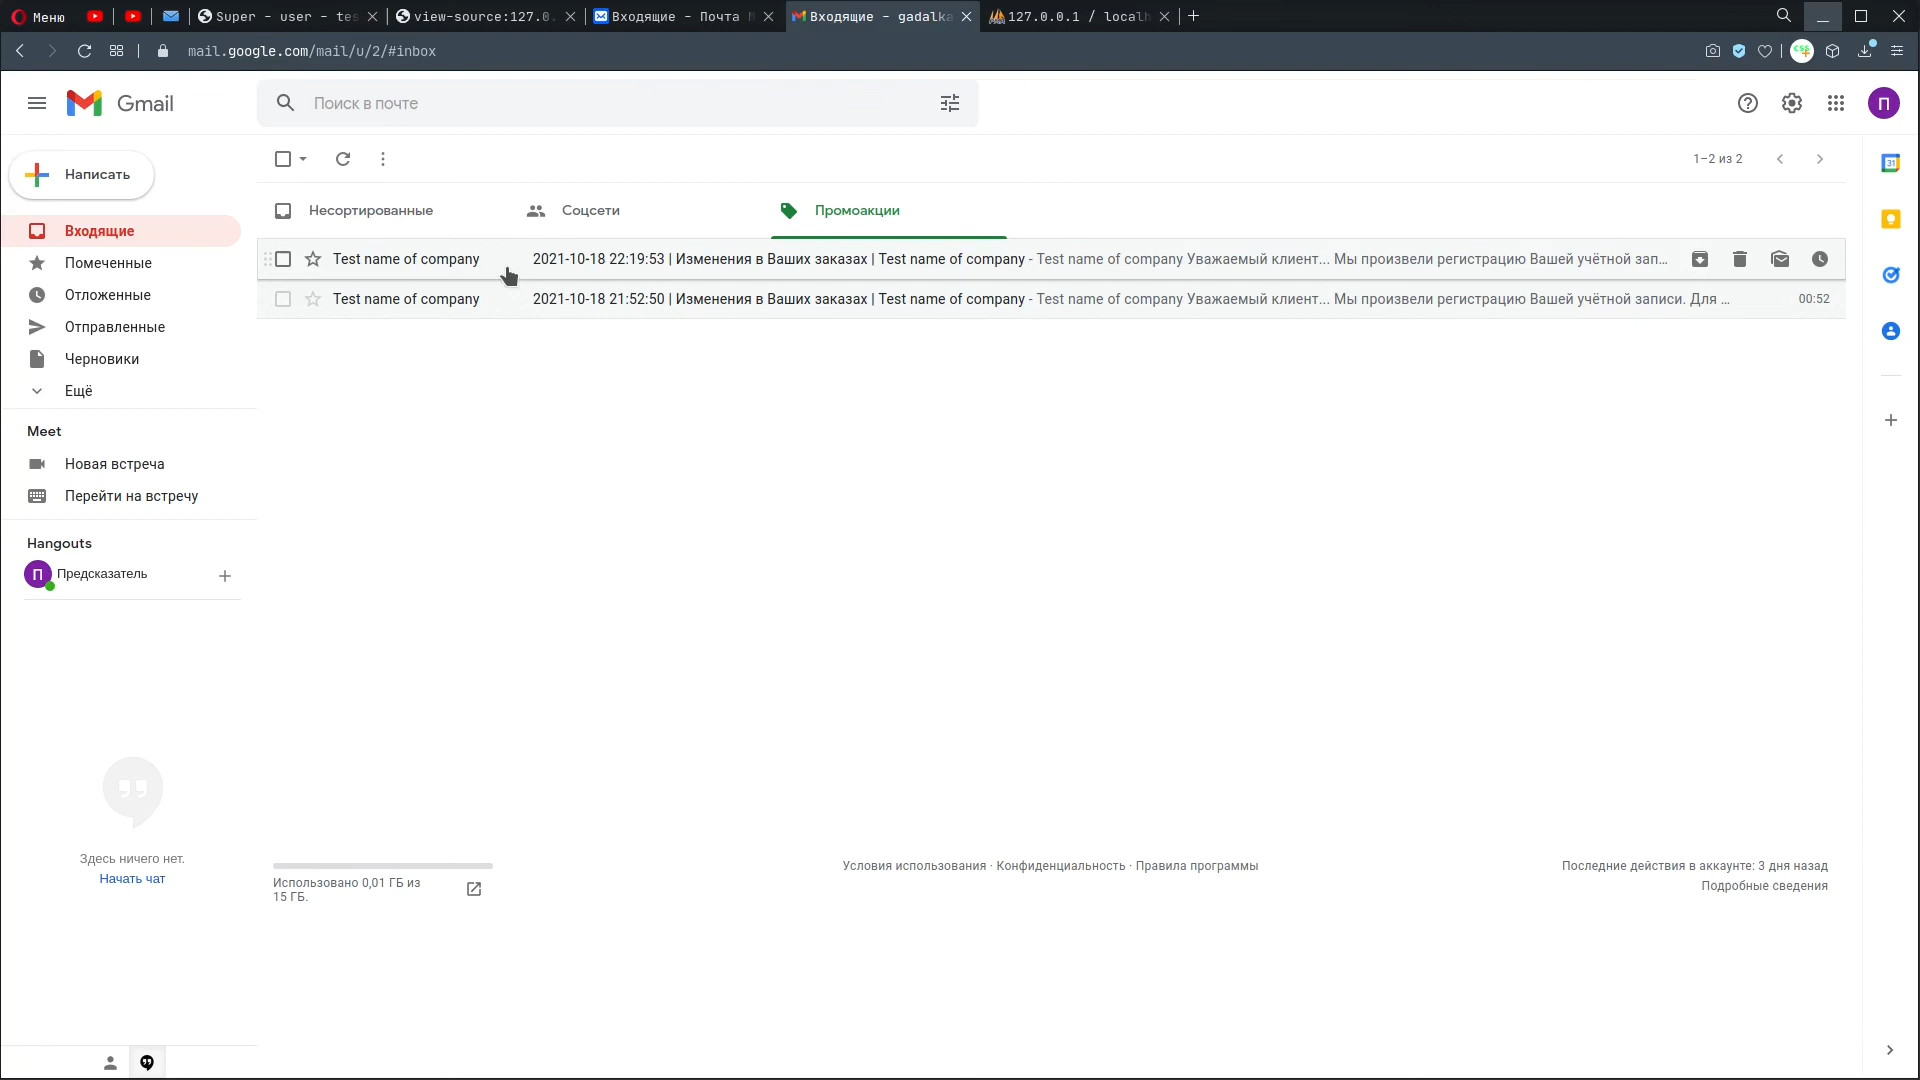 Меню
Super - user - tes
view-source:127.0.
Входящие - Почта
Входящие - gadalka
127.0.0.1 / localh
mail.google.com/mail/u/2/#inbox
Gmail
Поиск в почте
П
Написать
1–2 из 2
31
Несортированные
Соцсети
Промоакции
Входящие
Помеченные
Отложенные
Отправленные
Черновики
Ещё
Test name of company
2021-10-18 22:19:53 | Изменения в Ваших заказах | Test name of company - Test name of company Уважаемый клиент... Мы произвели регистрацию Вашей учётной зап...
Test name of company
2021-10-18 21:52:50 | Изменения в Ваших заказах | Test name of company - Test name of company Уважаемый клиент... Мы произвели регистрацию Вашей учётной записи. Для ...
00:52
Meet
Новая встреча
Перейти на встречу
Hangouts
П
Предсказатель
Здесь ничего нет.
Начать чат
Использовано 0,01 ГБ из
15 ГБ.
Условия использования · Конфиденциальность · Правила программы
Последние действия в аккаунте: 3 дня назад
Подробные сведения